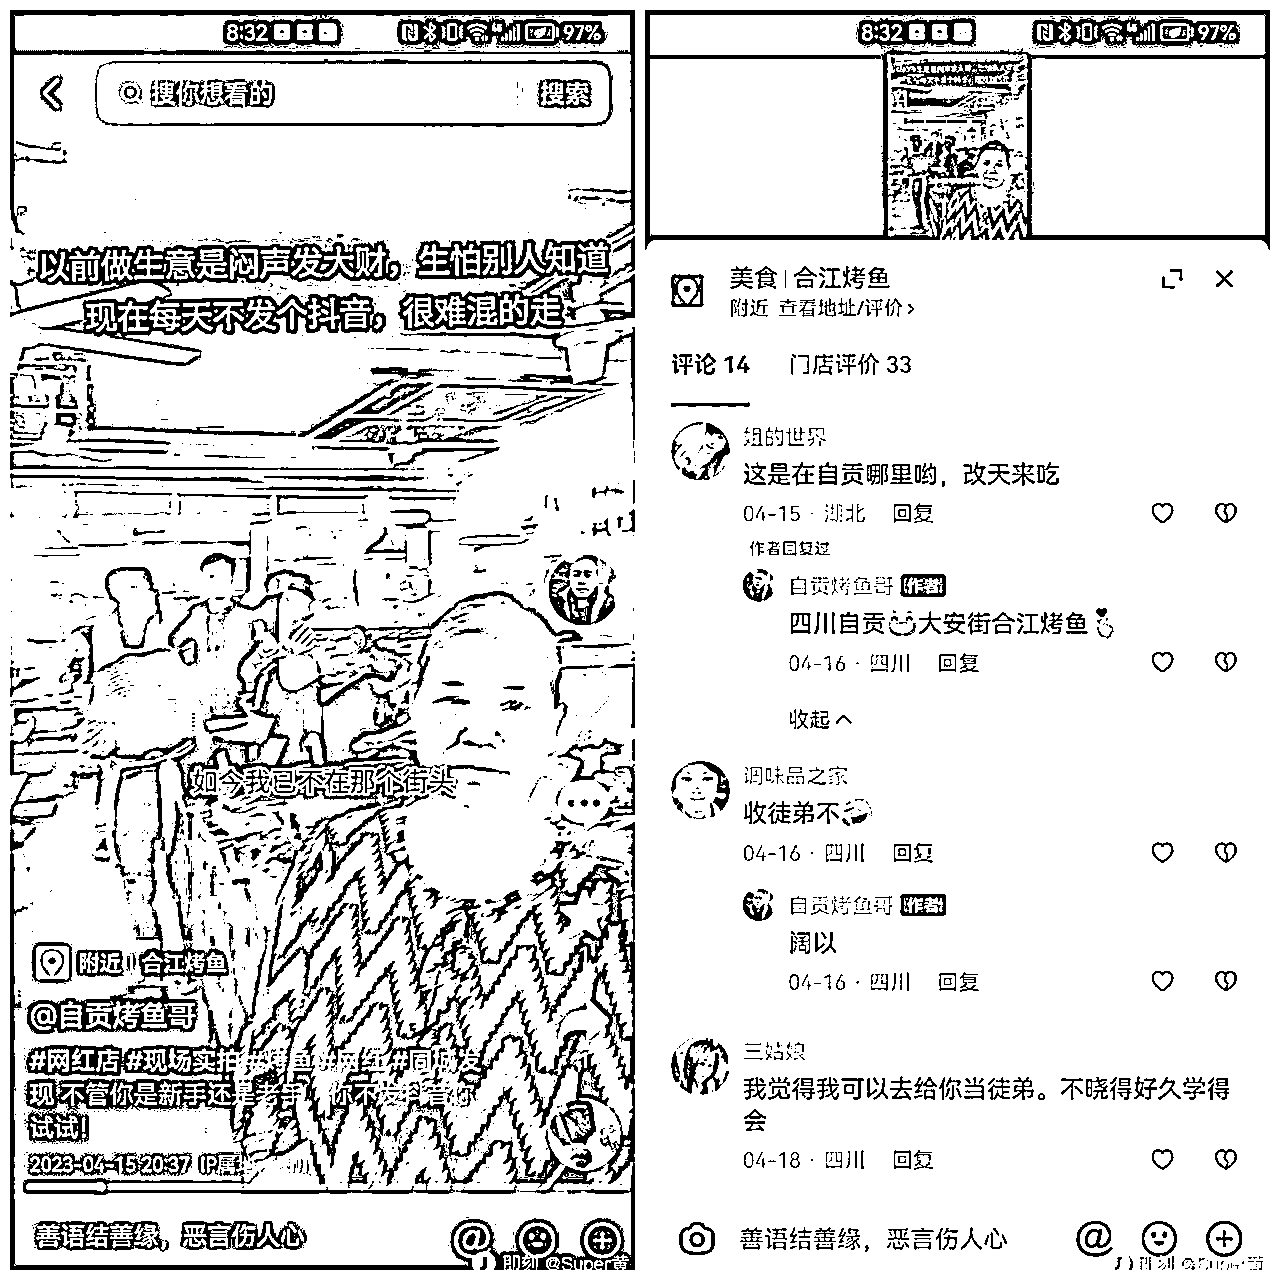 8:32
97%
搜你想看的
搜索
以前做生意是闷声发大财，生怕别人知道
现在每天不发个抖音，很难混的走
如今我已不在那个街头
附近 | 合江烤鱼
@自贡烤鱼哥
#网红店 #现场实拍 #烤鱼 #网红 #同城发
现 不管你是新手还是老手，你不发抖音你
试试！
2023-04-15 20:37 IP属
善语结善缘，恶言伤人心
@
8:32
97%
美食 | 合江烤鱼
附近 查看地址/评价 >
评论 14
门店评价 33
姐的世界
这是在自贡哪里哟，改天来吃
04-15 · 湖北 回复
作者回复过
自贡烤鱼哥 作者
四川自贡大安街合江烤鱼
04-16 · 四川 回复
收起
调味品之家
收徒弟不
04-16 · 四川 回复
自贡烤鱼哥 作者
阔以
04-16 · 四川 回复
三姑娘
我觉得我可以去给你当徒弟。不晓得好久学得
会
04-18 · 四川 回复
善语结善缘，恶言伤人心
@
即刻 @Super黄
即刻 @Super黄